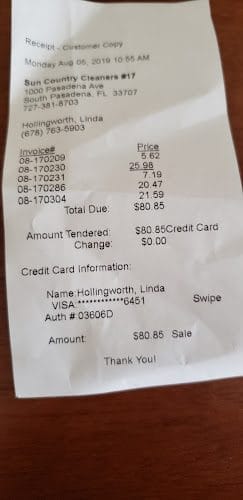 Receipt - Customer Copy
Monday Aug 05, 2019 10:55 AM
Sun Country Cleaners #17
1000 Pasadena Ave
South Pasadena, FL 33707
727-381-8703
Hollingworth, Linda
(678) 763-5903
Invoice# Price
08-170209 5.62
08-170230 25.98
08-170231 7.19
08-170286 20.47
08-170304 21.59
Total Due: $80.85
Amount Tendered: $80.85Credit Card
Change: $0.00
Credit Card Information:
Name:Hollingworth, Linda
VISA:************6451 Swipe
Auth #:03606D
Amount: $80.85 Sale
Thank You!